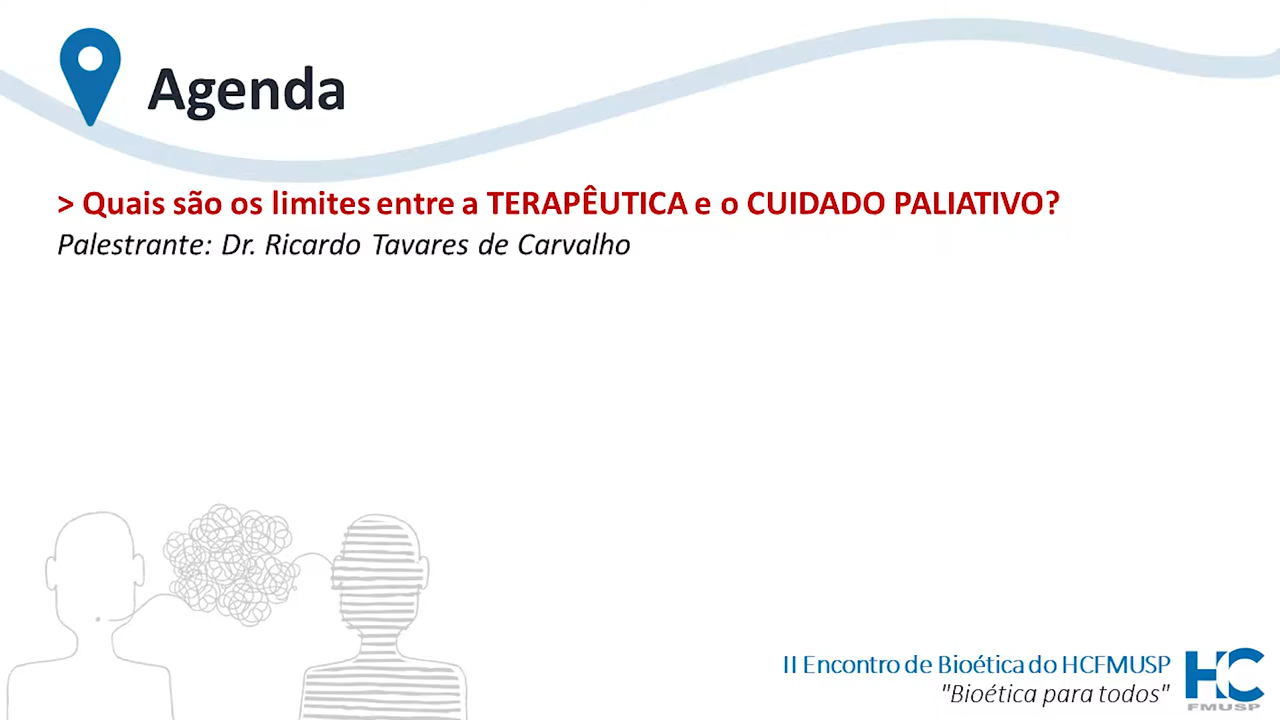 Agenda
> Quais são os limites entre a TERAPÊUTICA e o CUIDADO PALIATIVO?
Palestrante: Dr. Ricardo Tavares de Carvalho
II Encontro de Bioética do HCFMUSP
"Bioética para todos"
HC
FMUSP